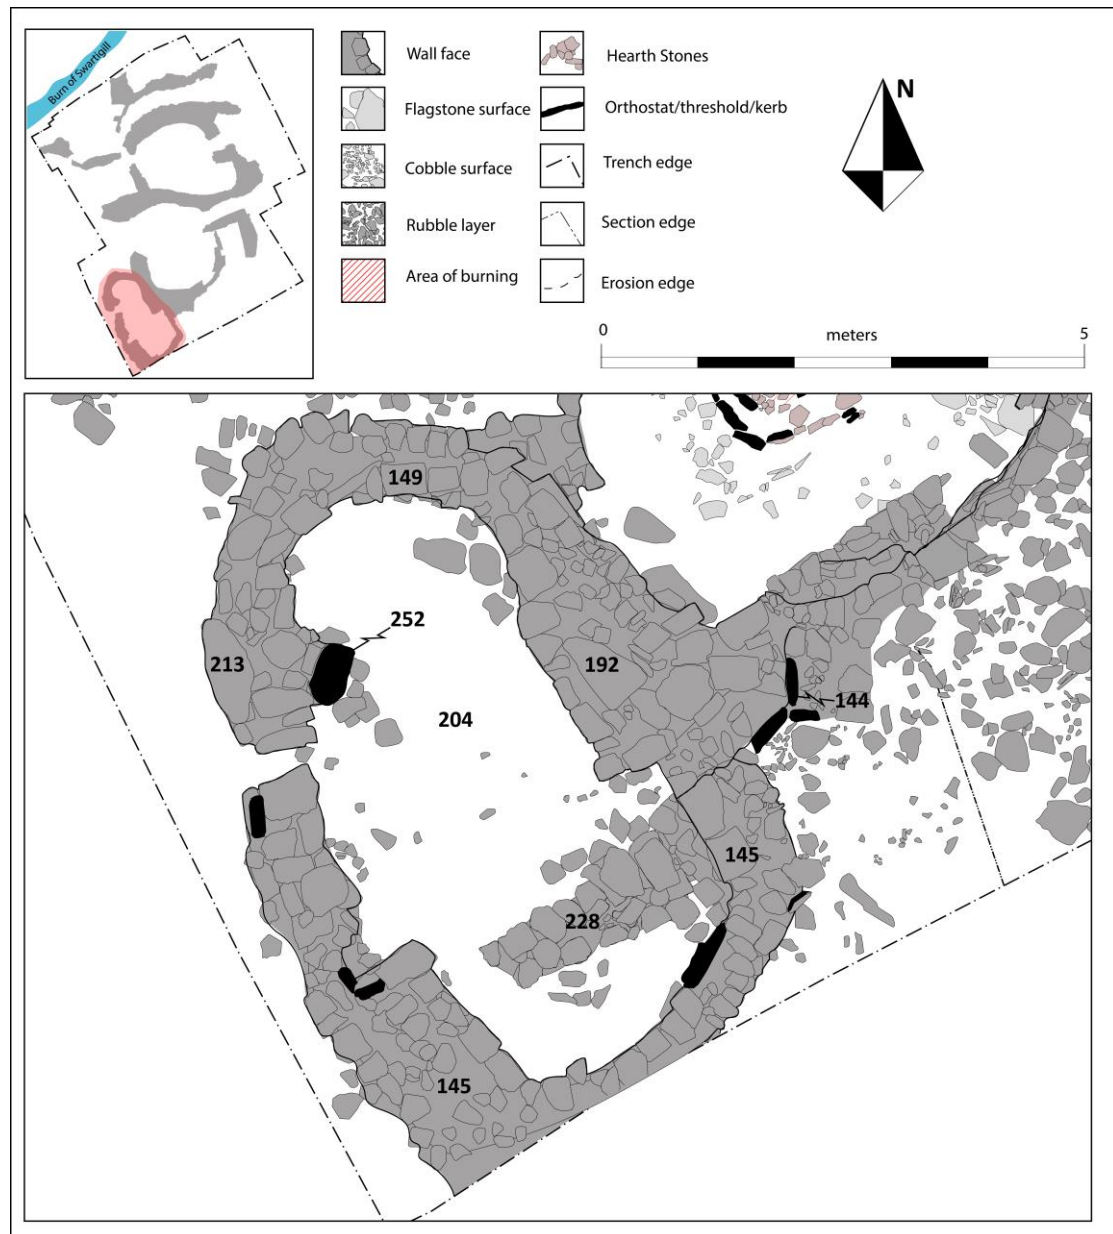 Burn of Swartigill
Wall face
Flagstone surface
Cobble surface
Rubble layer
Area of burning
Hearth Stones
Orthostat/threshold/kerb
Trench edge
Section edge
Erosion edge
N
0 meters 5
149
252
213
192
204
144
145
228
145